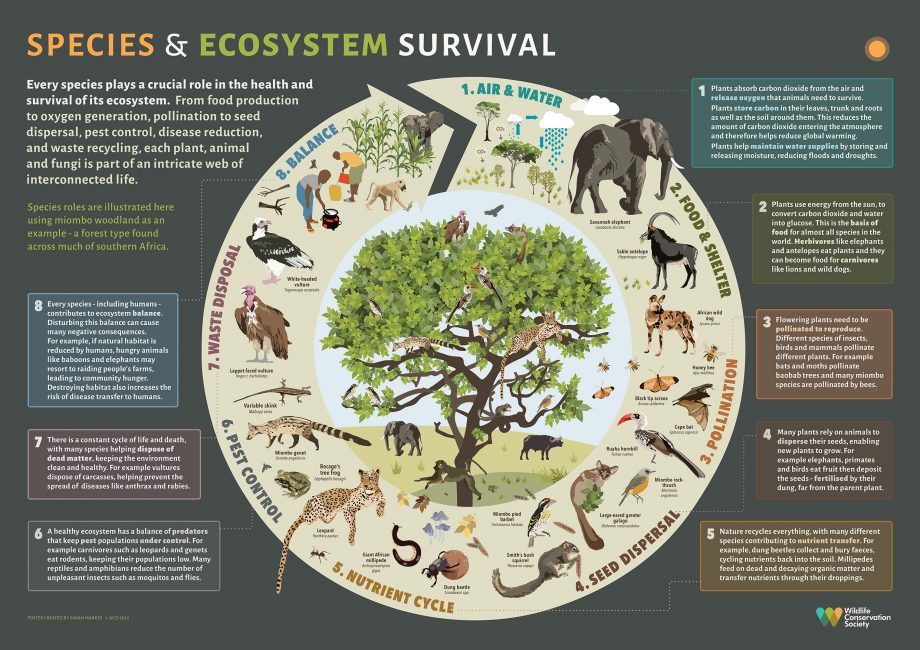 SPECIES & ECOSYSTEM SURVIVAL
Every species plays a crucial role in the health and
survival of its ecosystem. From food production
to oxygen generation, pollination to seed
dispersal, pest control, disease reduction,
and waste recycling, each plant, animal
and fungi is part of an intricate web of
interconnected life.
Species roles are illustrated here
using miombo woodland as an
example - a forest type found
across much of southern Africa.
1. AIR & WATER
CO₂
CO₂
Savannah elephant
Loxodonta africana
2. FOOD & SHELTER
Sable antelope
Hippotragus niger
African wild
dog
Lycaon pictus
3. POLLINATION
Honey bee
Apis mellifera
Black tip acraea
Acraea caldarena
Cape bat
Ruaha hornbill
Tockus ruahae
Miombo rock
thrush
Monticola
angolensis
4. SEED DISPERSAL
Large-eared greater
galago
Otolemur crassicaudatus
Miombo pied
barbet
Smith's bush
squirrel
Paraxerus cepapi
5. NUTRIENT CYCLE
Dung beetle
Giant African
millipede
Archispirostreptus
gigas
6. PEST CONTROL
Leopard
Panthera pardus
Bocage's
tree frog
Leptopelis bocagii
Miombo genet
Genetta angolensis
Variable skink
Mabuya varia
7. WASTE DISPOSAL
Lappet-faced vulture
Torgos t. tracheliotus
White-headed
vulture
Trigonoceps occipitalis
8. BALANCE
1 Plants absorb carbon dioxide from the air and
release oxygen that animals need to survive.
Plants store carbon in their leaves, trunk and roots
as well as the soil around them. This reduces the
amount of carbon dioxide entering the atmosphere
and therefore helps reduce global warming.
Plants help maintain water supplies by storing and
releasing moisture, reducing floods and droughts.
2 Plants use energy from the sun, to
convert carbon dioxide and water
into glucose. This is the basis of
food for almost all species in the
world. Herbivores like elephants
and antelopes eat plants and they
can become food for carnivores
like lions and wild dogs.
3 Flowering plants need to be
pollinated to reproduce.
Different species of insects,
birds and mammals pollinate
different plants. For example
bats and moths pollinate
baobab trees and many miombo
species are pollinated by bees.
4 Many plants rely on animals to
disperse their seeds, enabling
new plants to grow. For
example elephants, primates
and birds eat fruit then deposit
the seeds - fertilised by their
dung, far from the parent plant.
5 Nature recycles everything, with many different
species contributing to nutrient transfer. For
example, dung beetles collect and bury faeces,
cycling nutrients back into the soil. Millipedes
feed on dead and decaying organic matter and
transfer nutrients through their droppings.
6 A healthy ecosystem has a balance of predators
that keep pest populations under control. For
example carnivores such as leopards and genets
eat rodents, keeping their populations low. Many
reptiles and amphibians reduce the number of
unpleasant insects such as moquitos and flies.
7 There is a constant cycle of life and death,
with many species helping dispose of
dead matter, keeping the environment
clean and healthy. For example vultures
dispose of carcasses, helping prevent the
spread of diseases like anthrax and rabies.
8 Every species - including humans -
contributes to ecosystem balance.
Disturbing this balance can cause
many negative consequences.
For example, if natural habitat is
reduced by humans, hungry animals
like baboons and elephants may
resort to raiding people's farms,
leading to community hunger.
Destroying habitat also increases the
risk of disease transfer to humans.
POSTER CREATED BY SARAH MARKES © WCS 2022
Wildlife
Conservation
Society